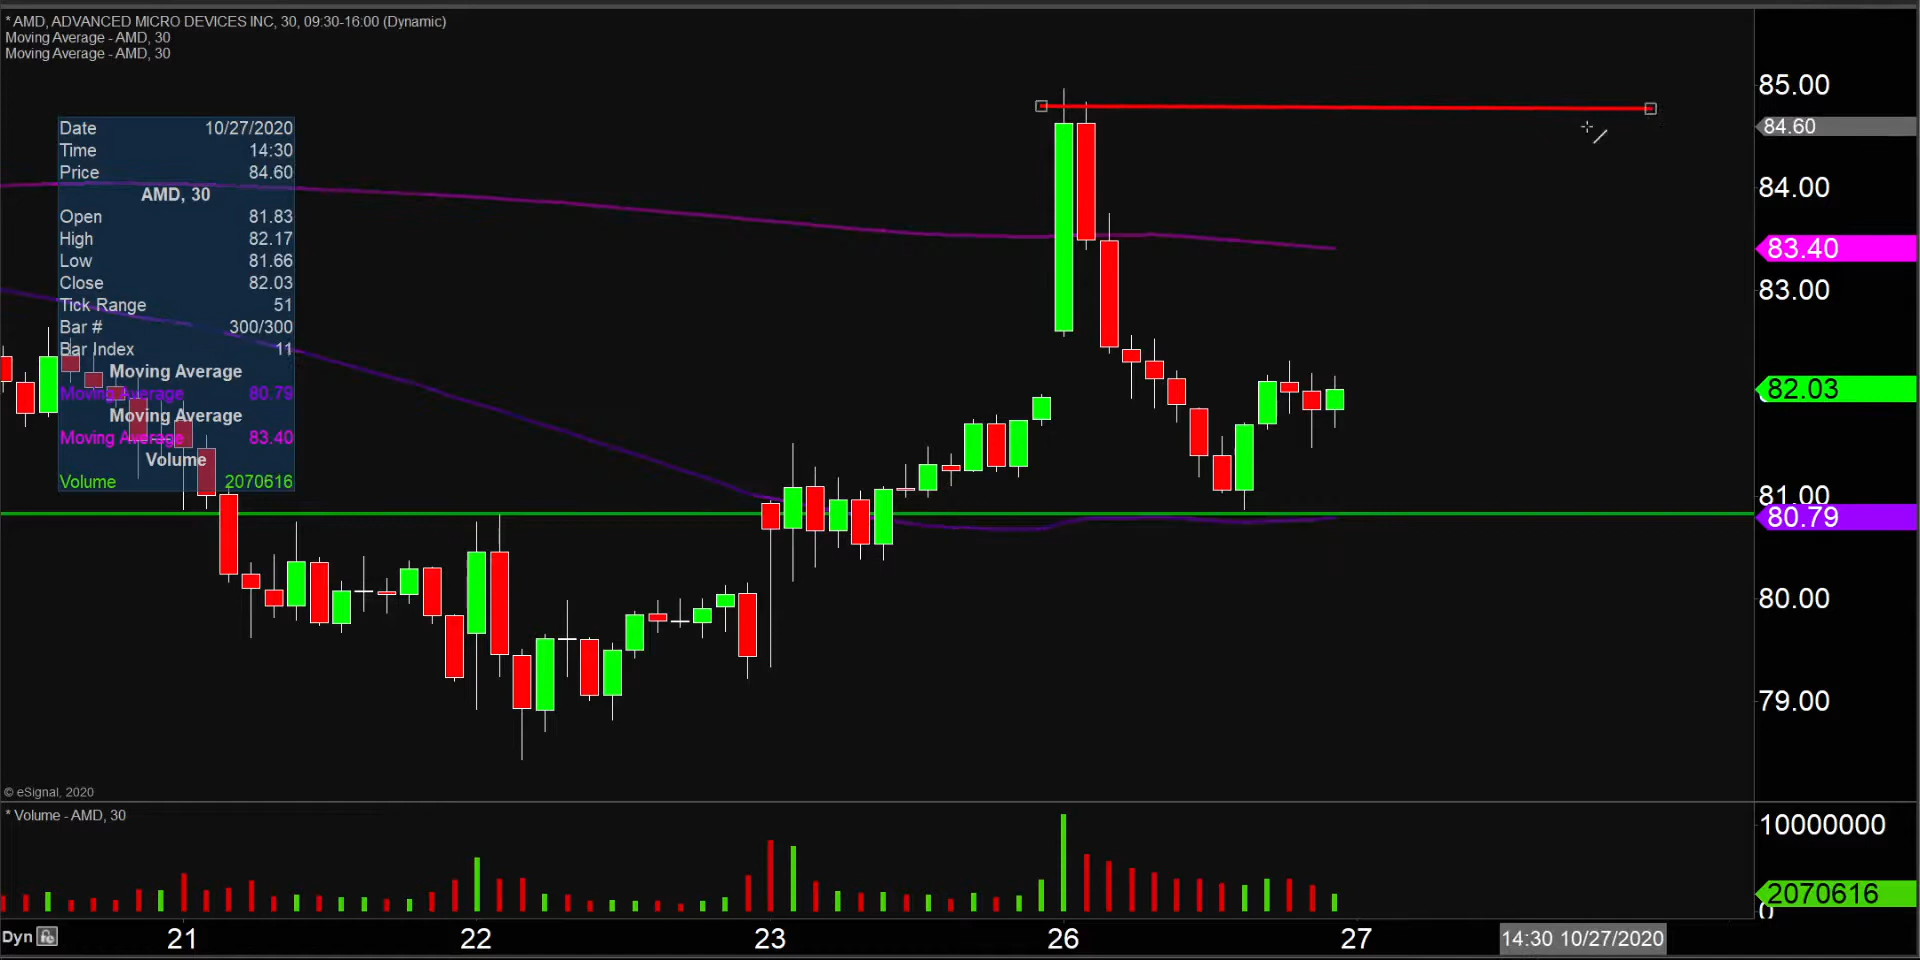 * AMD, ADVANCED MICRO DEVICES INC, 30, 09:30-16:00 (Dynamic)
Moving Average - AMD, 30
Moving Average - AMD, 30
Date 10/27/2020
Time 14:30
Price 84.60
AMD, 30
Open 81.83
High 82.17
Low 81.66
Close 82.03
Tick Range 51
Bar # 300/300
Bar Index 11
Moving Average
Moving Average 80.79
Moving Average
Moving Average 83.40
Volume
Volume 2070616
85.00
84.60
84.00
83.40
83.00
82.03
81.00
80.79
80.00
79.00
© eSignal, 2020
* Volume - AMD, 30
10000000
2070616
0
Dyn 21 22 23 26 27 14:30 10/27/2020